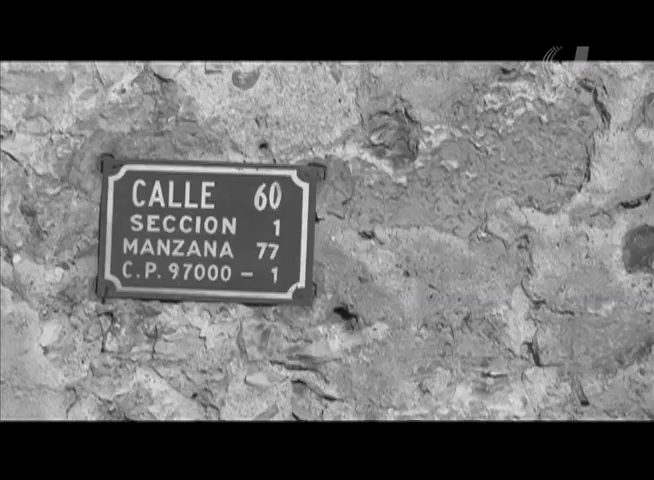 CALLE 60
SECCION 1
MANZANA 77
C.P. 97000 - 1